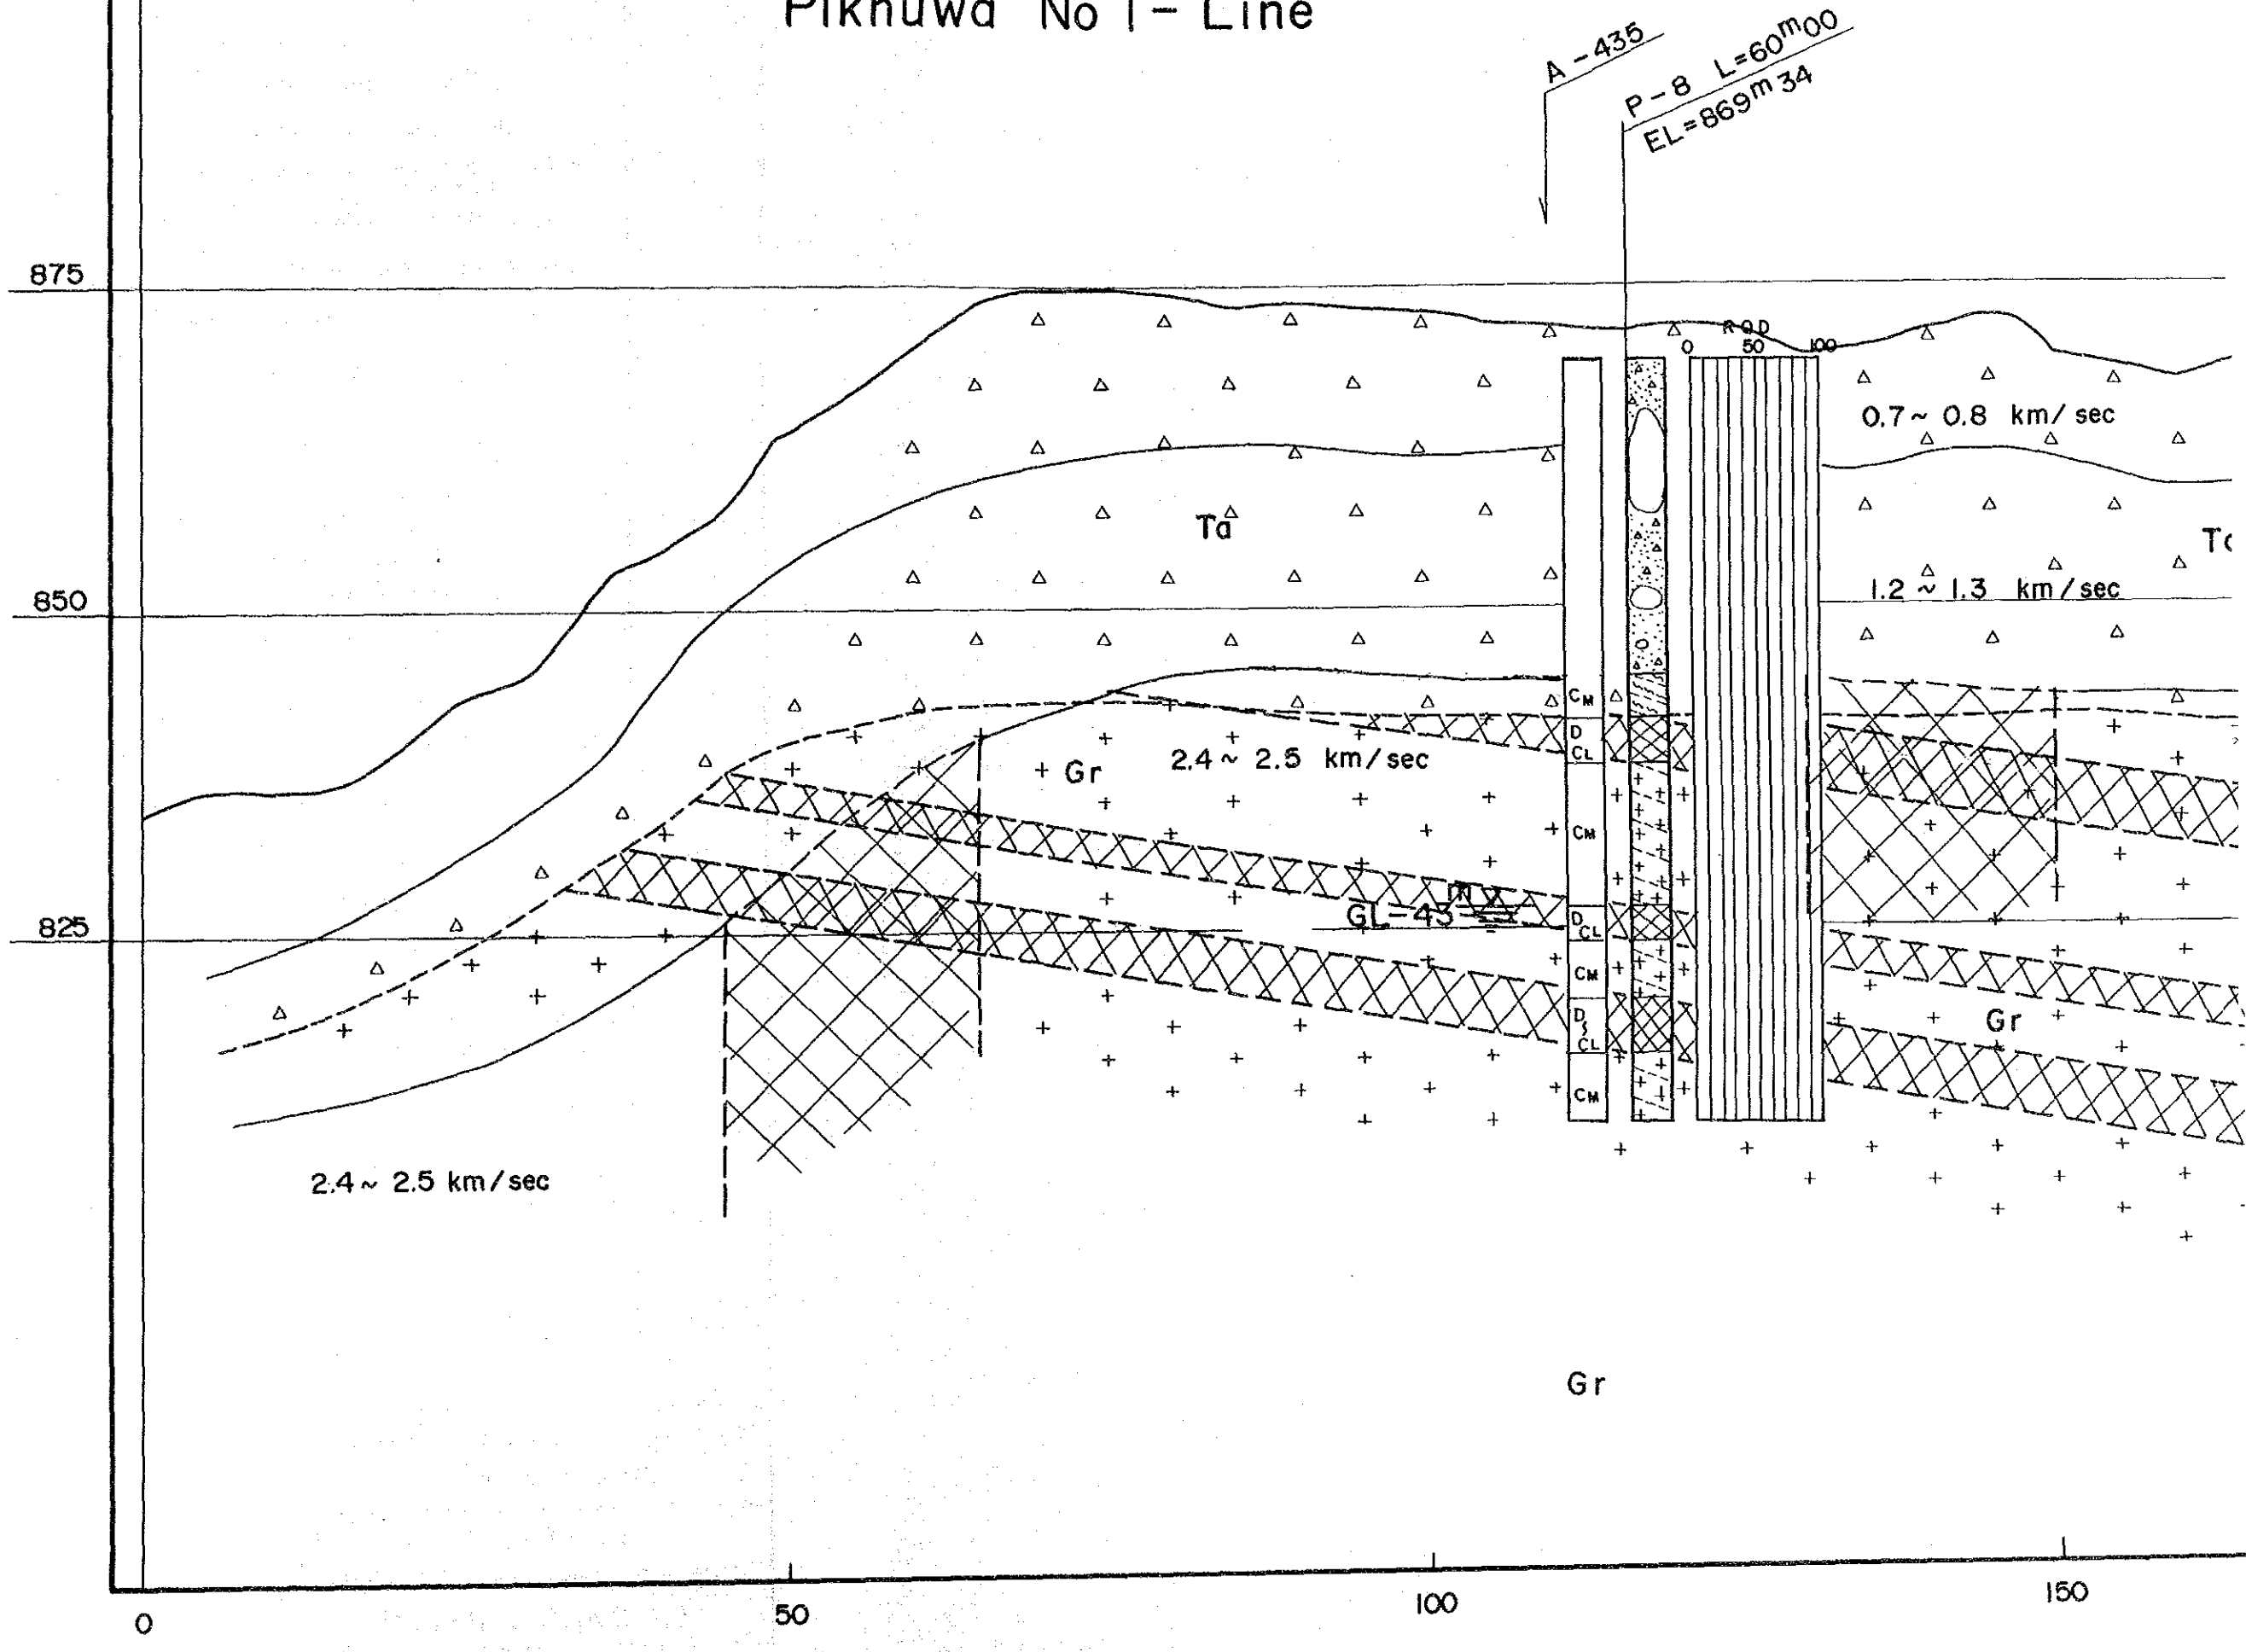 Pikhuwa No 1 - Line
A - 435
P - 8 L=60m00
EL=869m34
875
RQD
0 50 100
0.7 ~ 0.8 km/sec
Ta
1.2 ~ 1.3 km/sec
850
CM
D
CL
Gr
2.4 ~ 2.5 km/sec
CM
GL-43m
825
D
CL
CM
D
CL
Gr
CM
2.4 ~ 2.5 km/sec
Gr
0
50
100
150